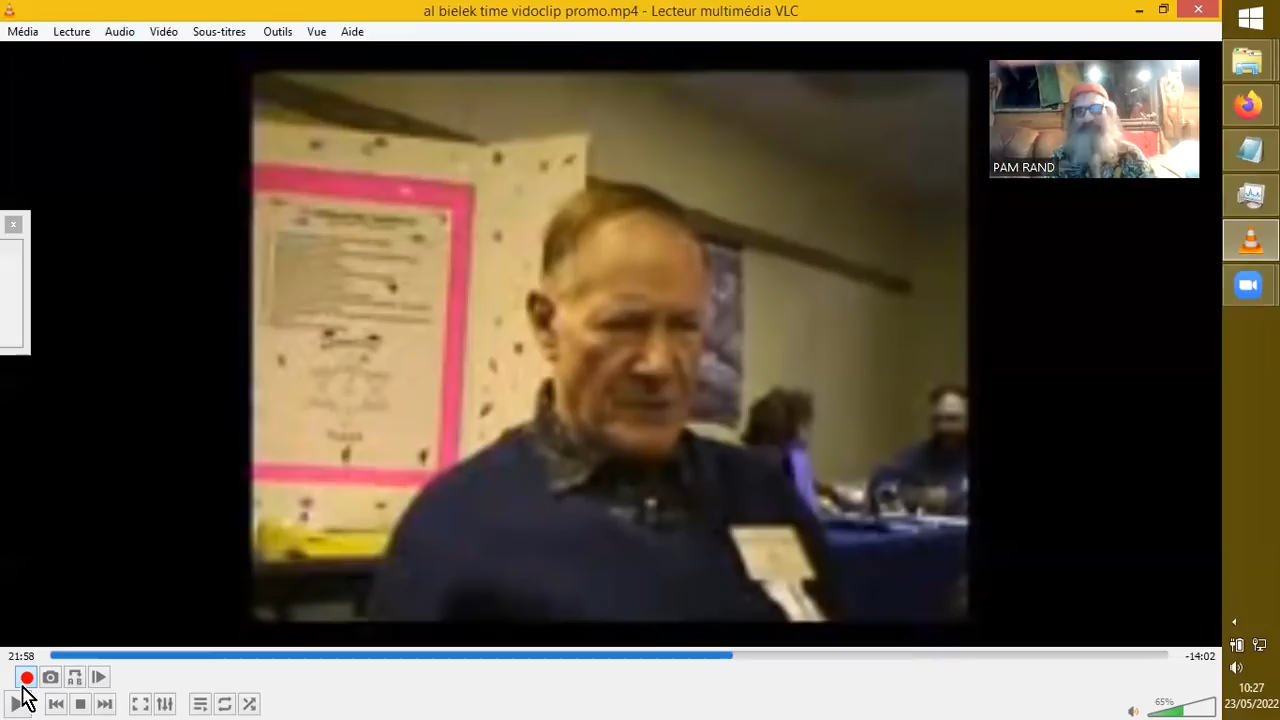 al bielek time vidoclip promo.mp4 - Lecteur multimédia VLC
Média Lecture Audio Vidéo Sous-titres Outils Vue Aide
PAM RAND
21:58
-14:02
65%
10:27
23/05/2022